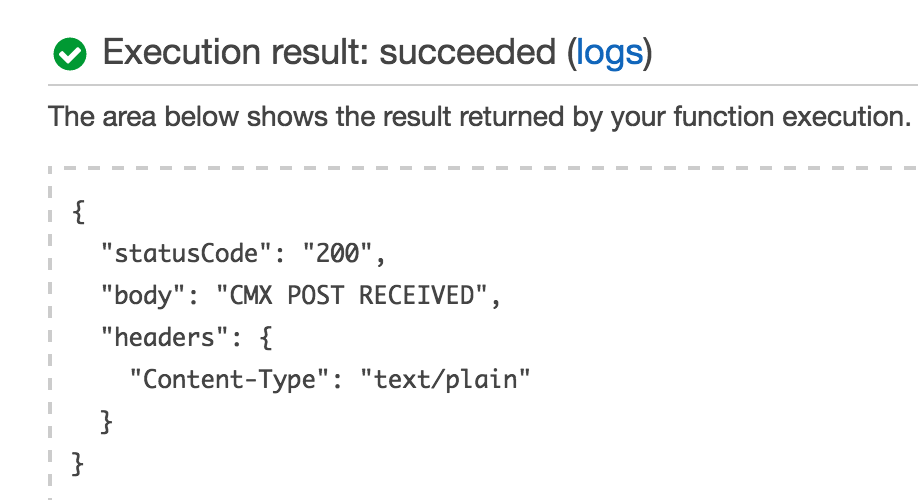 Execution result: succeeded (logs)
The area below shows the result returned by your function execution.
{
  "statusCode": "200",
  "body": "CMX POST RECEIVED",
  "headers": {
    "Content-Type": "text/plain"
  }
}